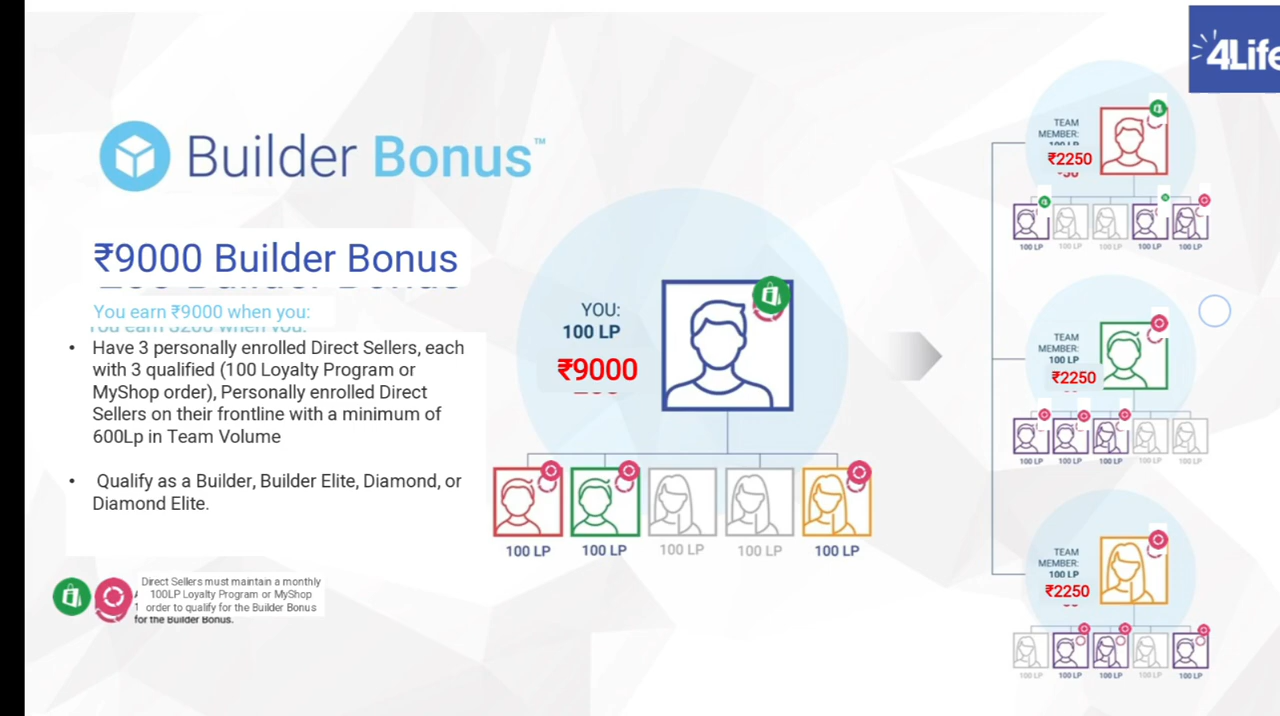 4Life
Builder Bonus™
₹9000 Builder Bonus
You earn ₹9000 when you:
You earn $200 when you:
• Have 3 personally enrolled Direct Sellers, each
with 3 qualified (100 Loyalty Program or
MyShop order), Personally enrolled Direct
Sellers on their frontline with a minimum of
600Lp in Team Volume
• Qualify as a Builder, Builder Elite, Diamond, or
Diamond Elite.
Direct Sellers must maintain a monthly
100LP Loyalty Program or MyShop
order to qualify for the Builder Bonus
for the Builder Bonus.
YOU:
100 LP
₹9000
100 LP
100 LP
100 LP
100 LP
100 LP
TEAM
MEMBER:
₹2250
100 LP
100 LP
100 LP
100 LP
100 LP
TEAM
MEMBER:
100 LP
₹2250
100 LP
100 LP
100 LP
100 LP
100 LP
TEAM
MEMBER:
100 LP
₹2250
100 LP
100 LP
100 LP
100 LP
100 LP